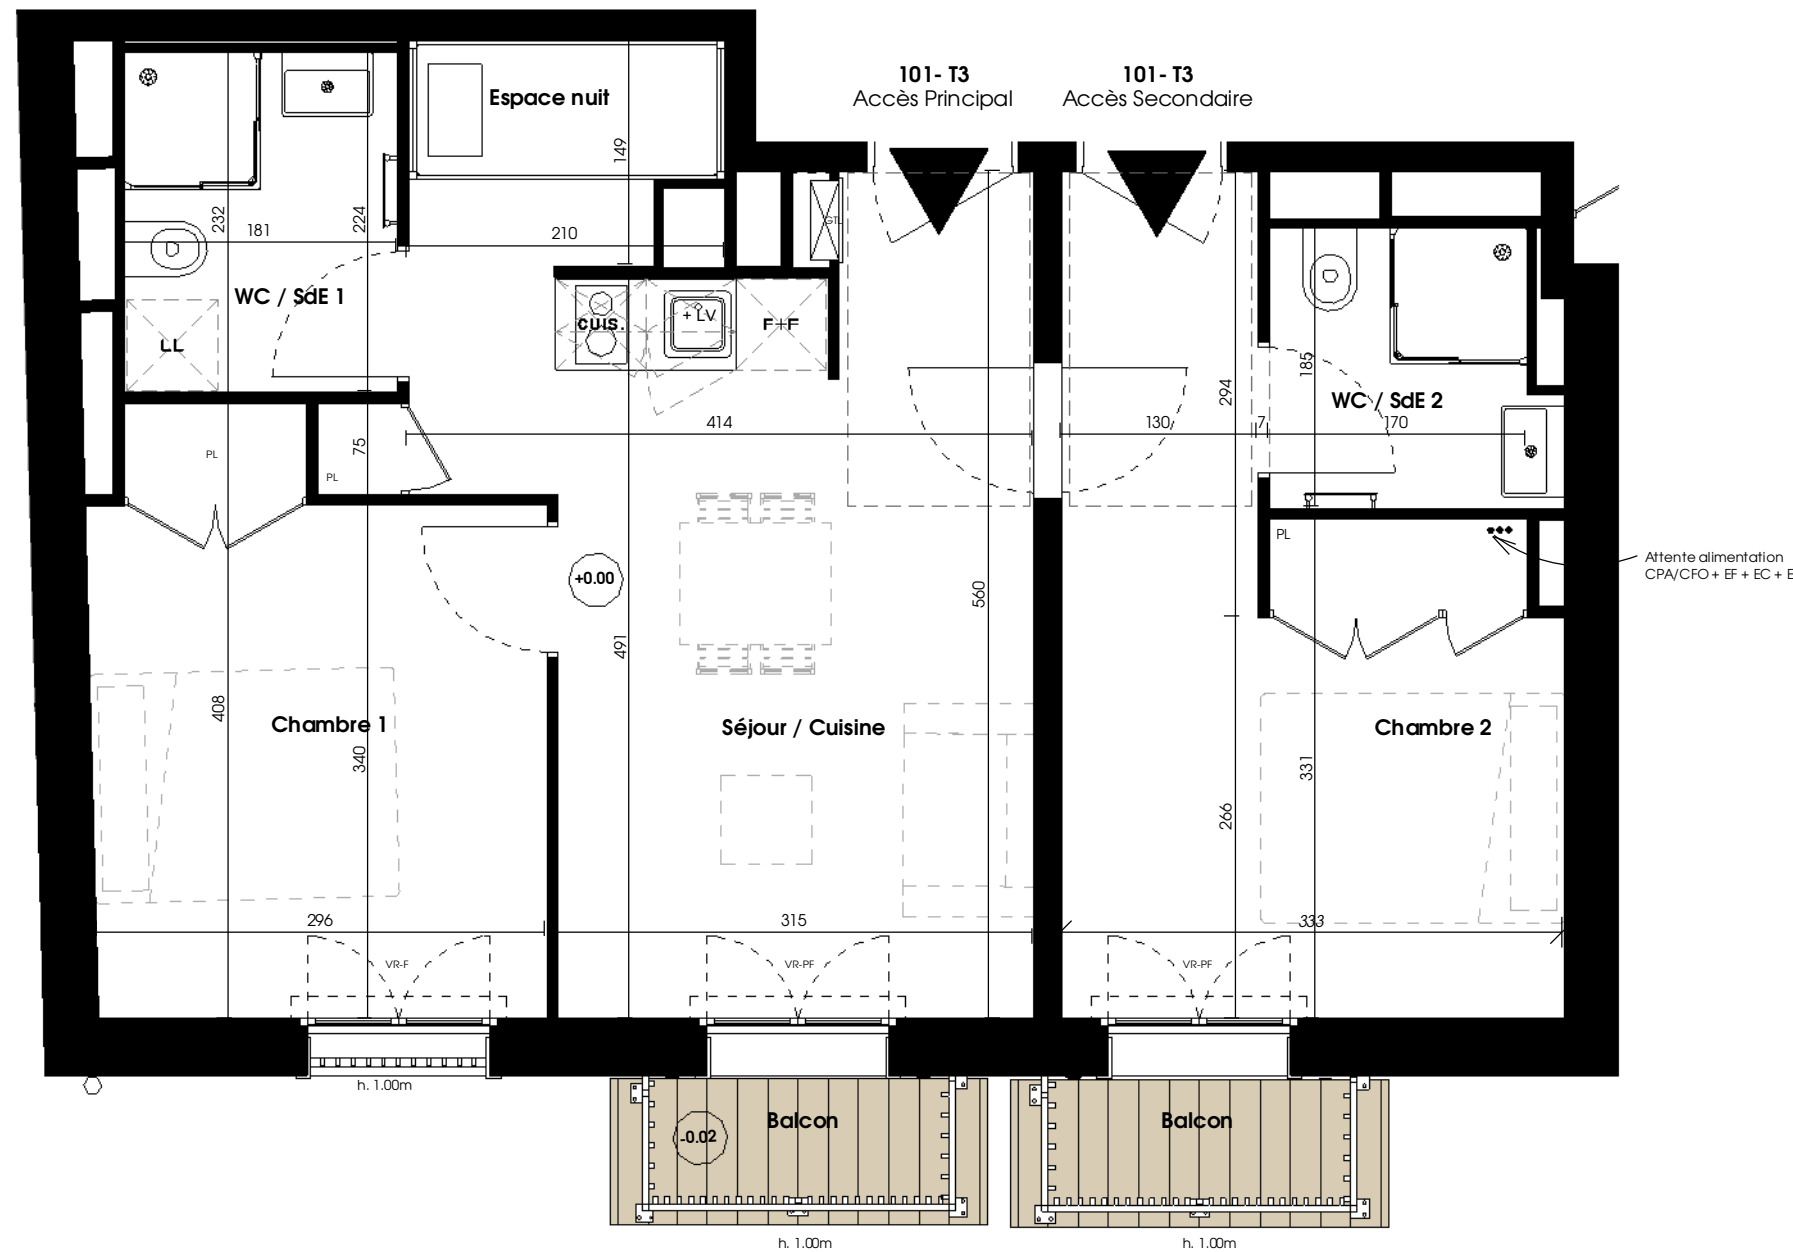 101- T3
Accès Principal
101- T3
Accès Secondaire
Espace nuit
149
232
224
181
210
GTL
WC / SdE 1
LL
CUIS.
+ LV
F+F
185
294
WC / SdE 2
414
130
7
170
75
PL
PL
PL
Attente alimentation
CPA/CFO + EF + EC + E
+0.00
560
491
408
340
Chambre 1
Séjour / Cuisine
Chambre 2
331
266
296
315
333
VR-F
VR-PF
VR-PF
h. 1.00m
Balcon
-0.02
Balcon
h. 1.00m
h. 1.00m